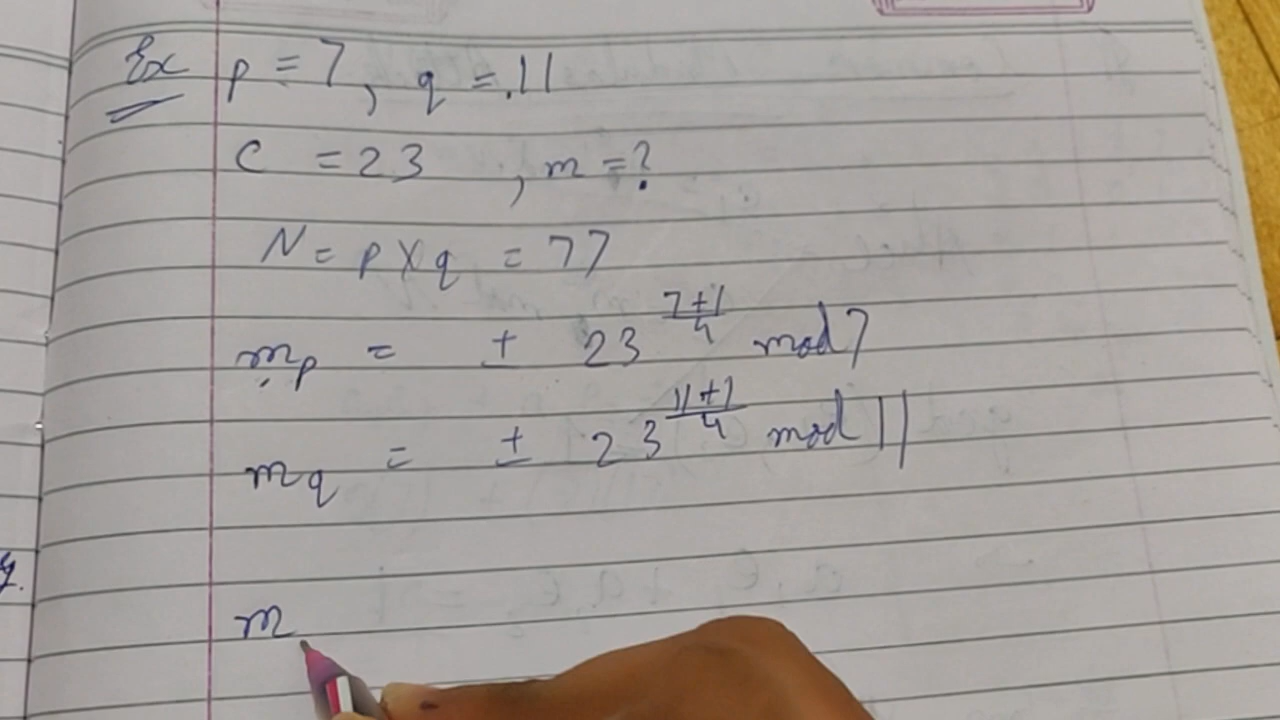 Ex p = 7, q = 11
C = 23, m = ?
N = p × q = 77
mp = ± 23^(7+1)/4 mod 7
mq = ± 23^(11+1)/4 mod 11
m
y.